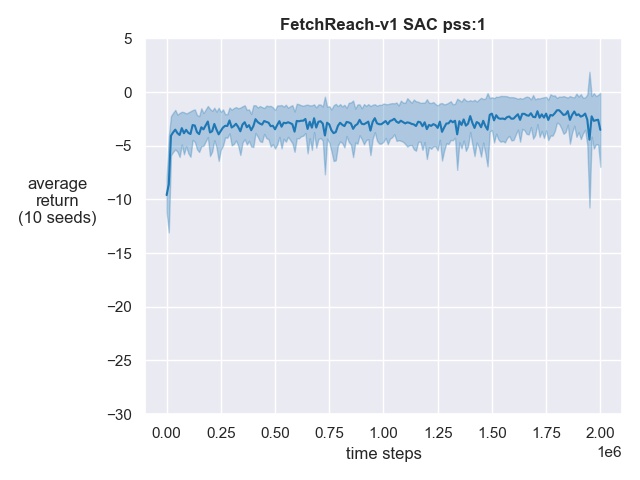 FetchReach-v1 SAC pss:1
5
0
−5
−10
−15
−20
−25
−30
average
return
(10 seeds)
0.00 0.25 0.50 0.75 1.00 1.25 1.50 1.75 2.00
1e6
time steps